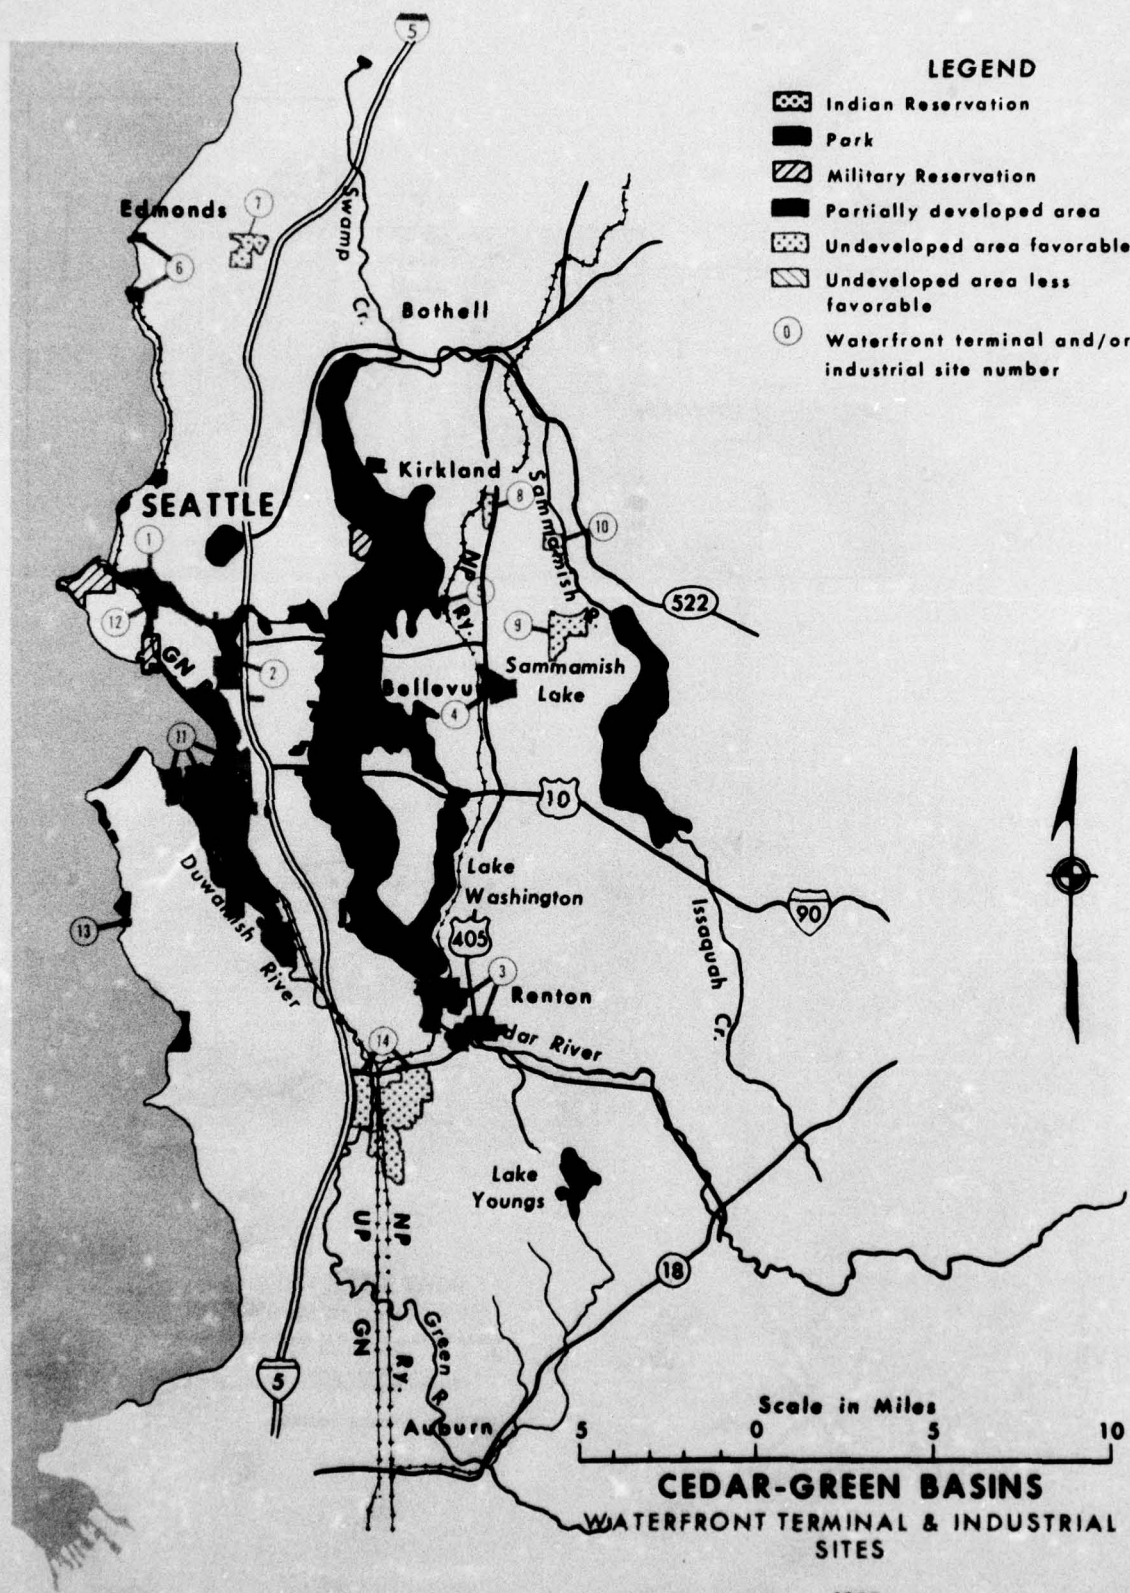 5
LEGEND
Indian Reservation
Park
Military Reservation
Partially developed area
Undeveloped area favorable
Undeveloped area less
favorable
0
Waterfront terminal and/or
industrial site number
Edmonds
7
6
Swamp
Cr.
Bothell
Kirkland
8
SEATTLE
Sammamish
1
10
NP
RY.
522
12
9
GN
2
Sammamish
Lake
Bellevu
4
11
10
Duwamish
River
Lake
Washington
13
405
90
Issaquah
Cr.
3
Renton
14
dar River
Lake
Youngs
UP
NP
18
GN
RY.
Green R
5
Auburn
Scale in Miles
5 0 5 10
CEDAR-GREEN BASINS
WATERFRONT TERMINAL & INDUSTRIAL
SITES